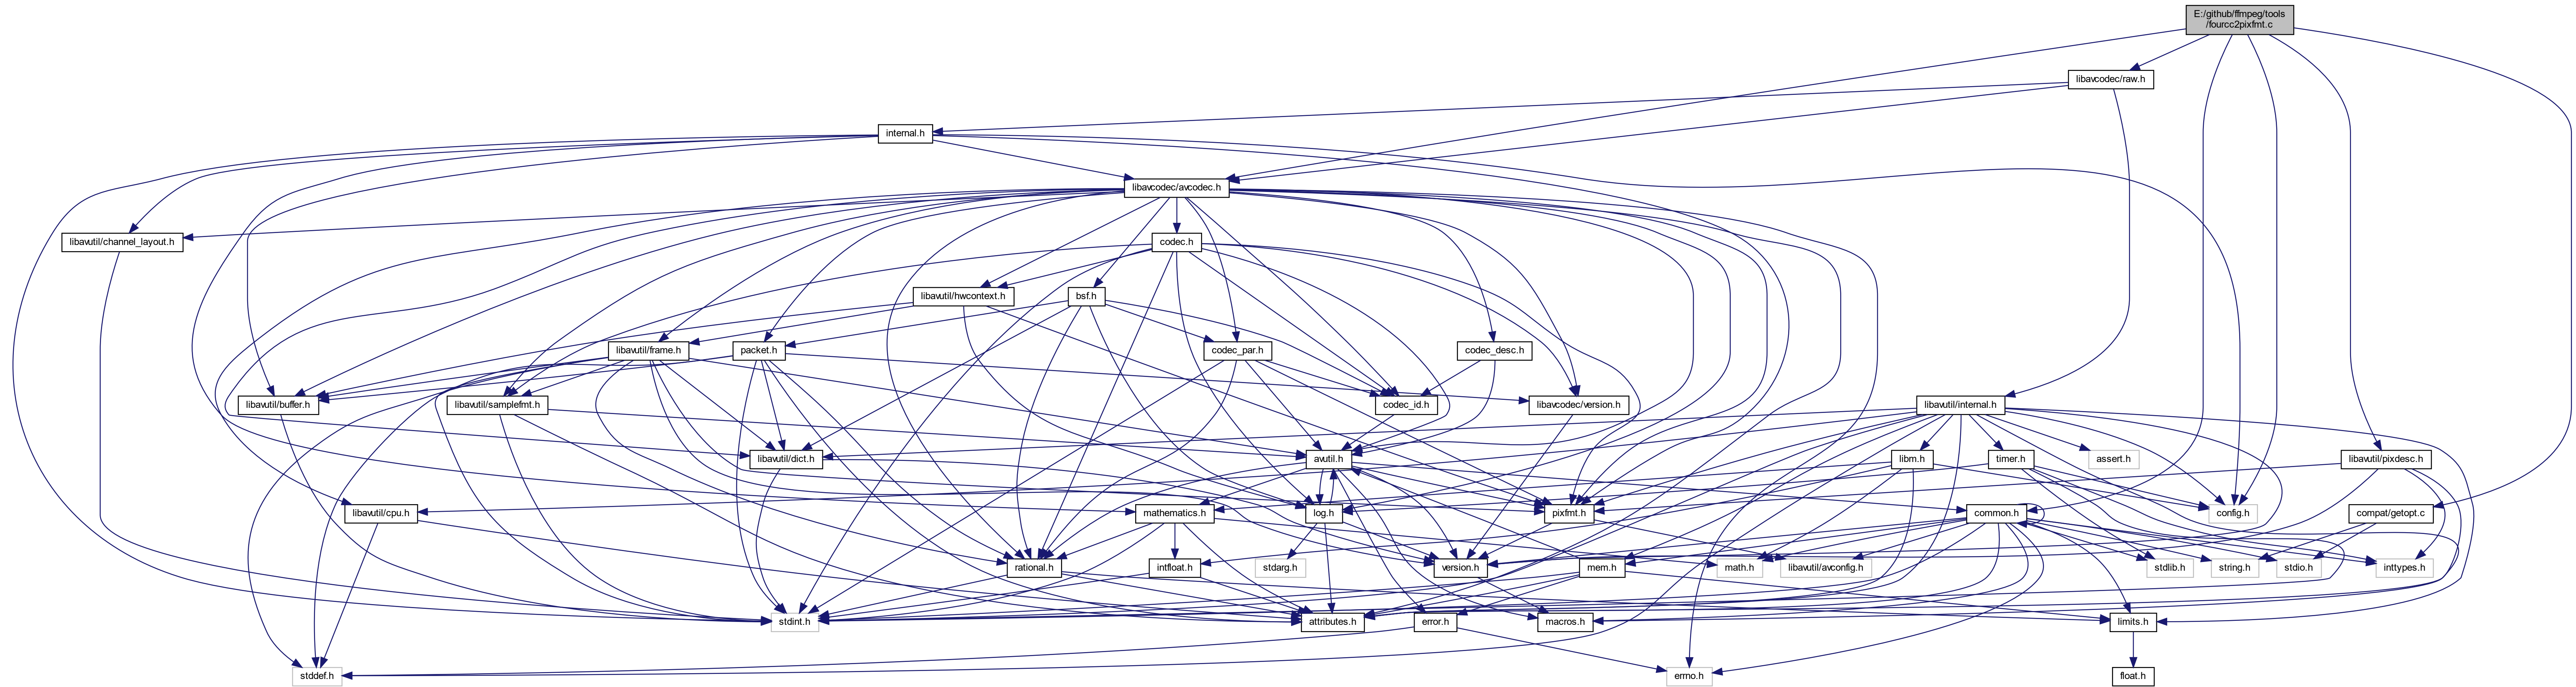 E:/github/ffmpeg/tools
/fourcc2pixfmt.c
libavcodec/raw.h
internal.h
libavcodec/avcodec.h
libavutil/channel_layout.h
codec.h
libavutil/hwcontext.h
bsf.h
libavutil/frame.h
packet.h
codec_par.h
codec_desc.h
libavutil/buffer.h
libavutil/samplefmt.h
codec_id.h
libavcodec/version.h
libavutil/internal.h
libavutil/dict.h
avutil.h
libm.h
timer.h
assert.h
libavutil/pixdesc.h
libavutil/cpu.h
mathematics.h
log.h
pixfmt.h
common.h
config.h
compat/getopt.c
rational.h
intfloat.h
stdarg.h
version.h
mem.h
math.h
libavutil/avconfig.h
stdlib.h
string.h
stdio.h
inttypes.h
stdint.h
attributes.h
error.h
macros.h
limits.h
stddef.h
errno.h
float.h